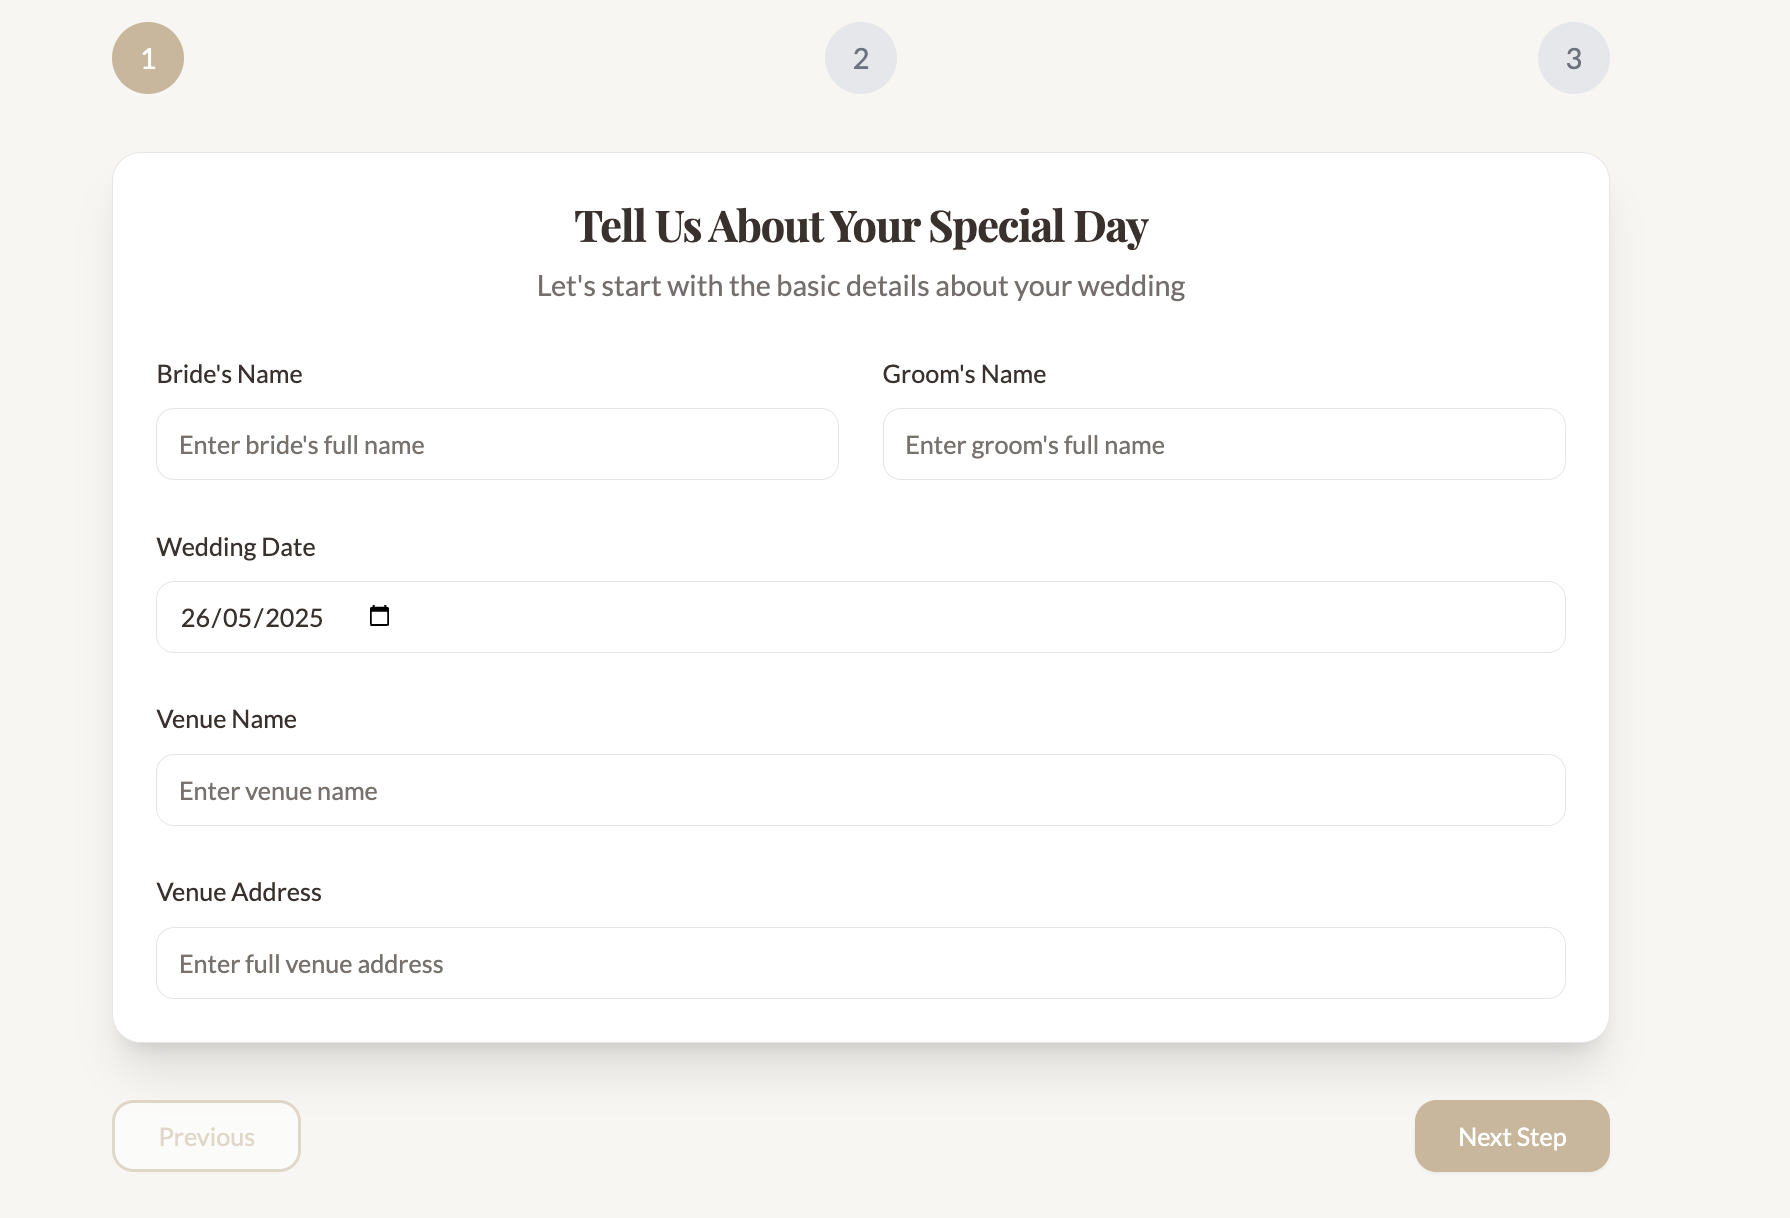 1
2
3
Tell Us About Your Special Day
Let's start with the basic details about your wedding
Bride's Name
Groom's Name
Enter bride's full name
Enter groom's full name
Wedding Date
26/05/2025
Venue Name
Enter venue name
Venue Address
Enter full venue address
Previous
Next Step